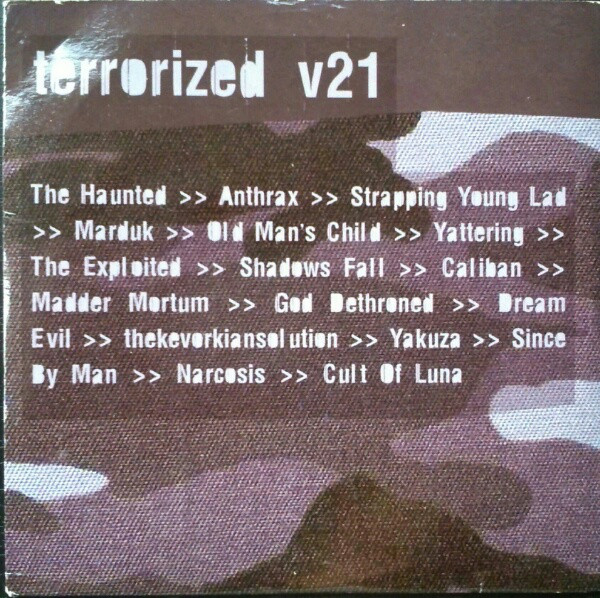 terrorized v21
The Haunted >> Anthrax >> Strapping Young Lad
>> Marduk >> Old Man's Child >> Yattering >>
The Exploited >> Shadows Fall >> Caliban >>
Madder Mortum >> God Dethroned >> Dream
Evil >> thekevorkiansolution >> Yakuza >> Since
By Man >> Narcosis >> Cult Of Luna